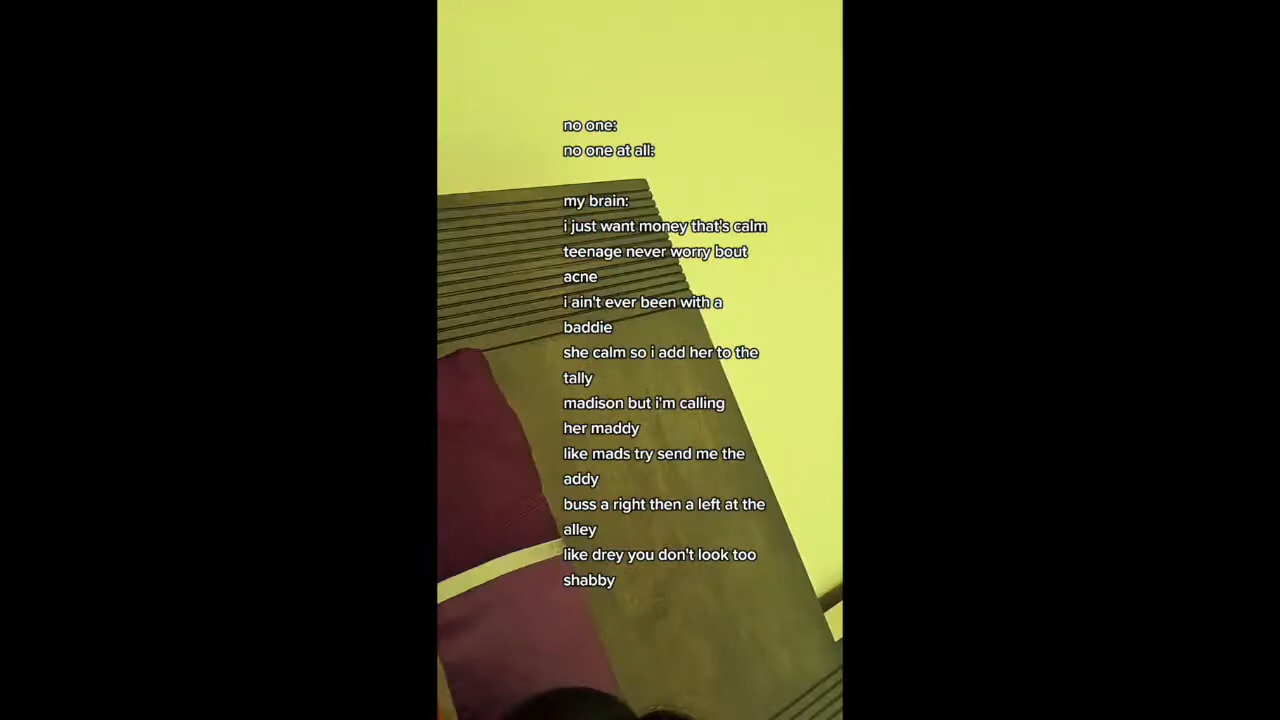 no one:
no one at all:
my brain:
i just want money that's calm
teenage never worry bout
acne
i ain't ever been with a
baddie
she calm so i add her to the
tally
madison but i'm calling
her maddy
like mads try send me the
addy
buss a right then a left at the
alley
like drey you don't look too
shabby